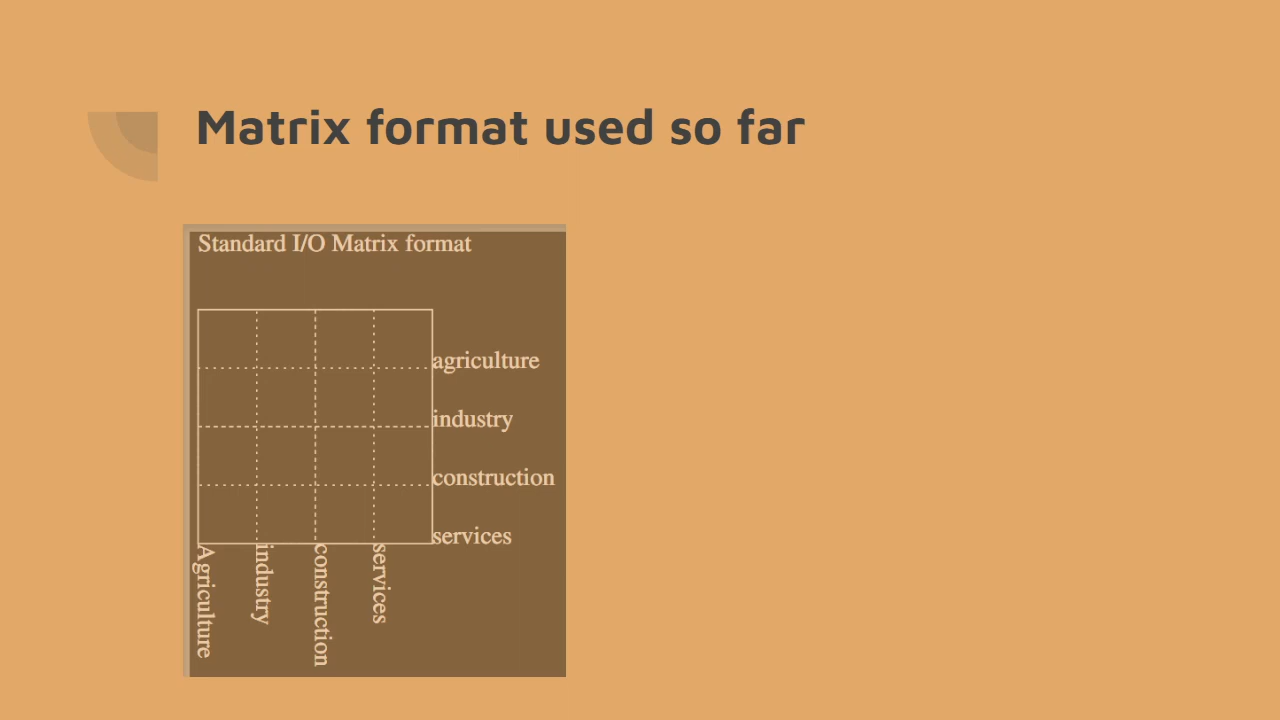 Matrix format used so far
Standard I/O Matrix format
agriculture
industry
construction
services
Agriculture
industry
construction
services